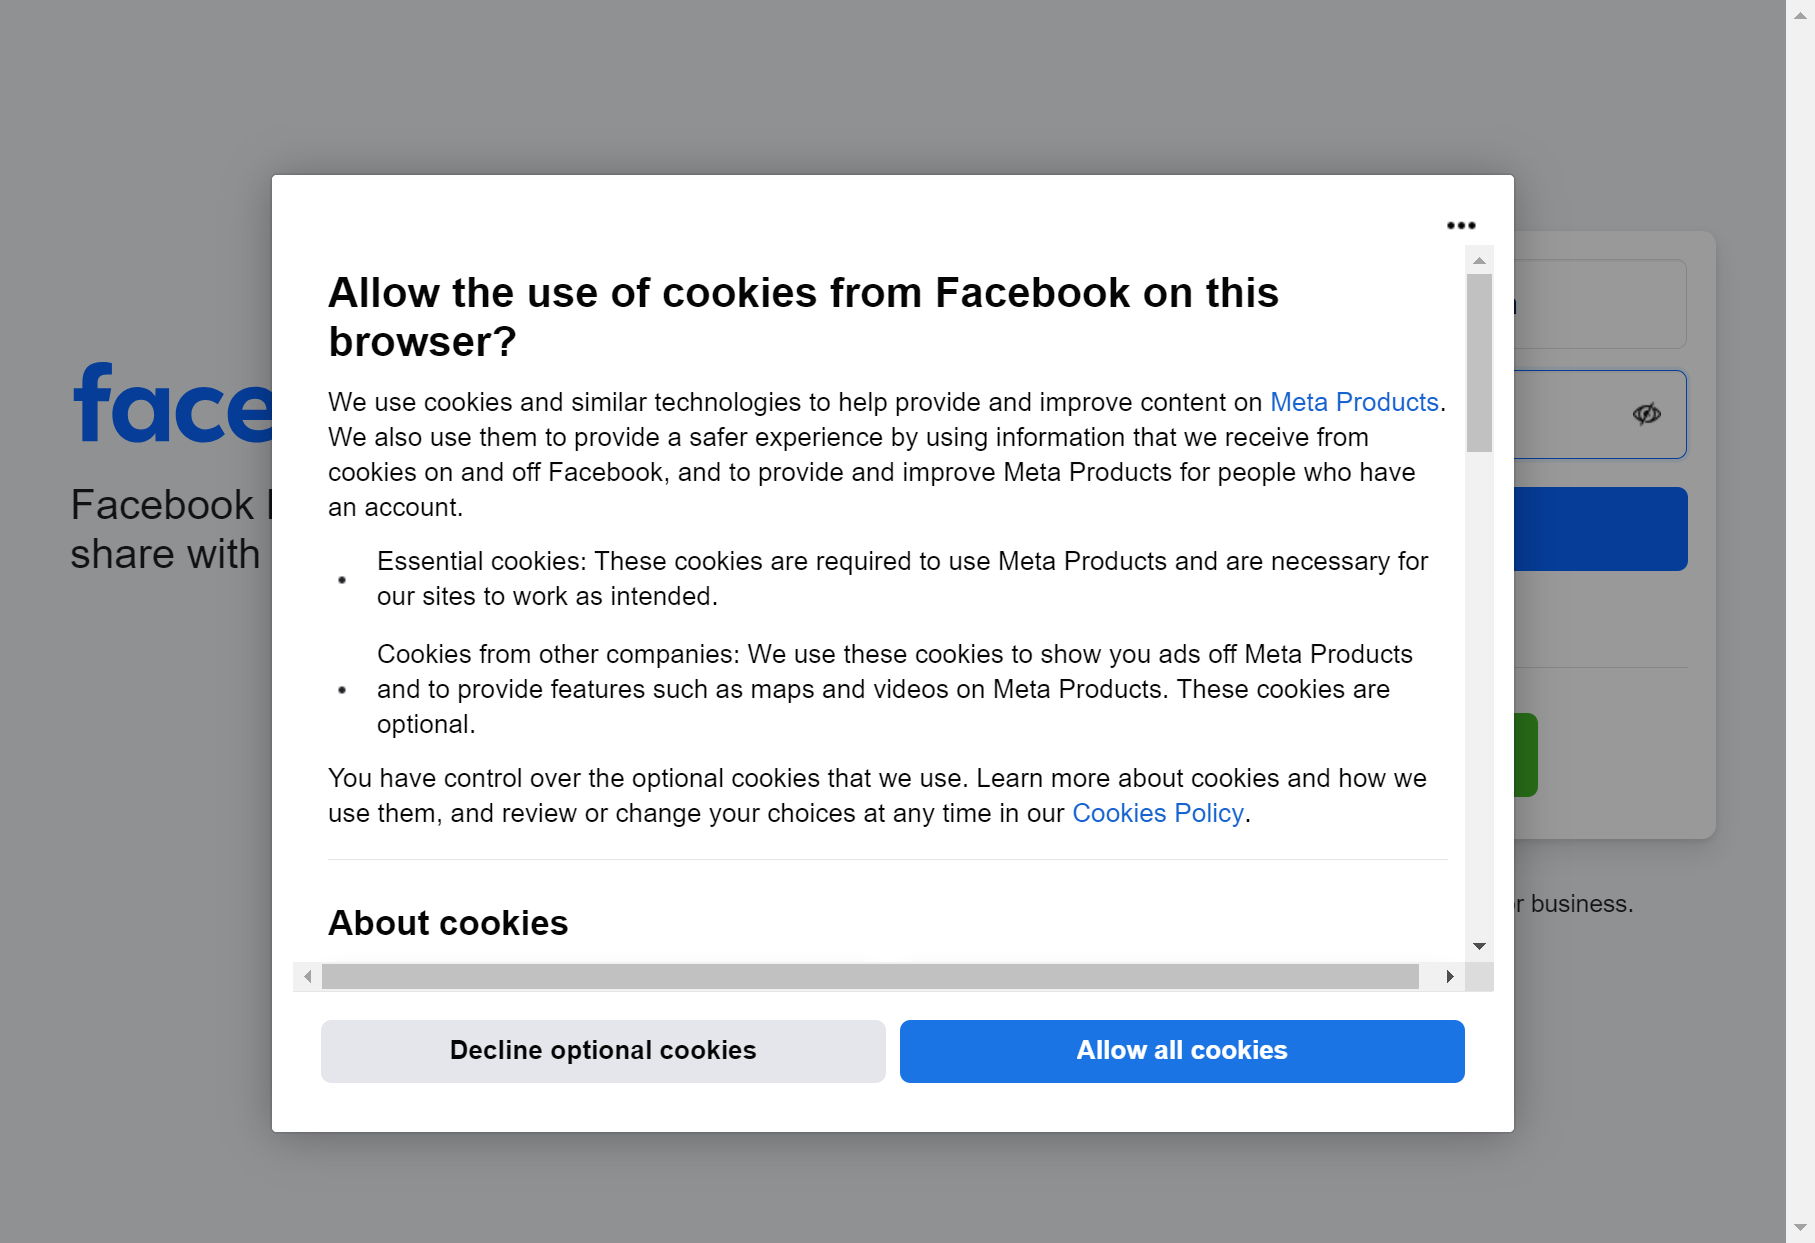 Allow the use of cookies from Facebook on this
browser?
We use cookies and similar technologies to help provide and improve content on Meta Products.
We also use them to provide a safer experience by using information that we receive from
cookies on and off Facebook, and to provide and improve Meta Products for people who have
an account.
• Essential cookies: These cookies are required to use Meta Products and are necessary for
our sites to work as intended.
• Cookies from other companies: We use these cookies to show you ads off Meta Products
and to provide features such as maps and videos on Meta Products. These cookies are
optional.
You have control over the optional cookies that we use. Learn more about cookies and how we
use them, and review or change your choices at any time in our Cookies Policy.
About cookies
Decline optional cookies
Allow all cookies
face
Facebook
share with
business.